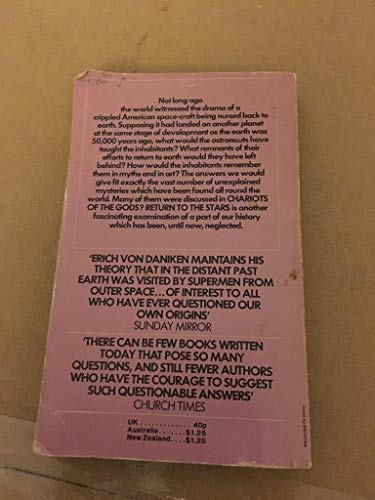 Not long ago
the world witnessed the drama of a
crippled American space-craft being nursed back to
earth. Supposing it had landed on another planet
at the same stage of development as the earth was
50,000 years ago, what would the astronauts have
taught the inhabitants? What remnants of their
efforts to return to earth would they have left
behind? How would the inhabitants remember
them in myths and in art? The answers we would
give fit exactly the vast number of unexplained
mysteries which have been found all round the
world. Many of them were discussed in CHARIOTS
OF THE GODS? RETURN TO THE STARS is another
fascinating examination of a part of our history
which has been, until now, neglected.
'ERICH VON DANIKEN MAINTAINS HIS
THEORY THAT IN THE DISTANT PAST
EARTH WAS VISITED BY SUPERMEN FROM
OUTER SPACE...OF INTEREST TO ALL
WHO HAVE EVER QUESTIONED OUR
OWN ORIGINS'
SUNDAY MIRROR
'THERE CAN BE FEW BOOKS WRITTEN
TODAY THAT POSE SO MANY
QUESTIONS, AND STILL FEWER AUTHORS
WHO HAVE THE COURAGE TO SUGGEST
SUCH QUESTIONABLE ANSWERS'
CHURCH TIMES
UK ............. 40p
Australia.......$1.25
New Zealand....$1.25